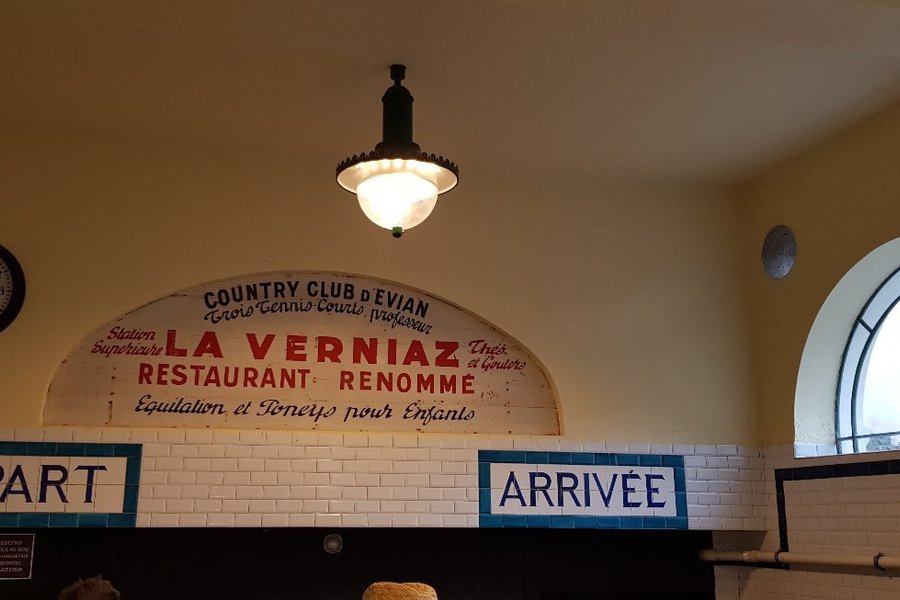 COUNTRY CLUB D'EVIAN
Trois Tennis-Courts, professeur
Station
Supérieure
LA VERNIAZ
Thés
et Goûters
RESTAURANT RENOMMÉ
Equitation et Poneys pour Enfants
PART
ARRIVÉE